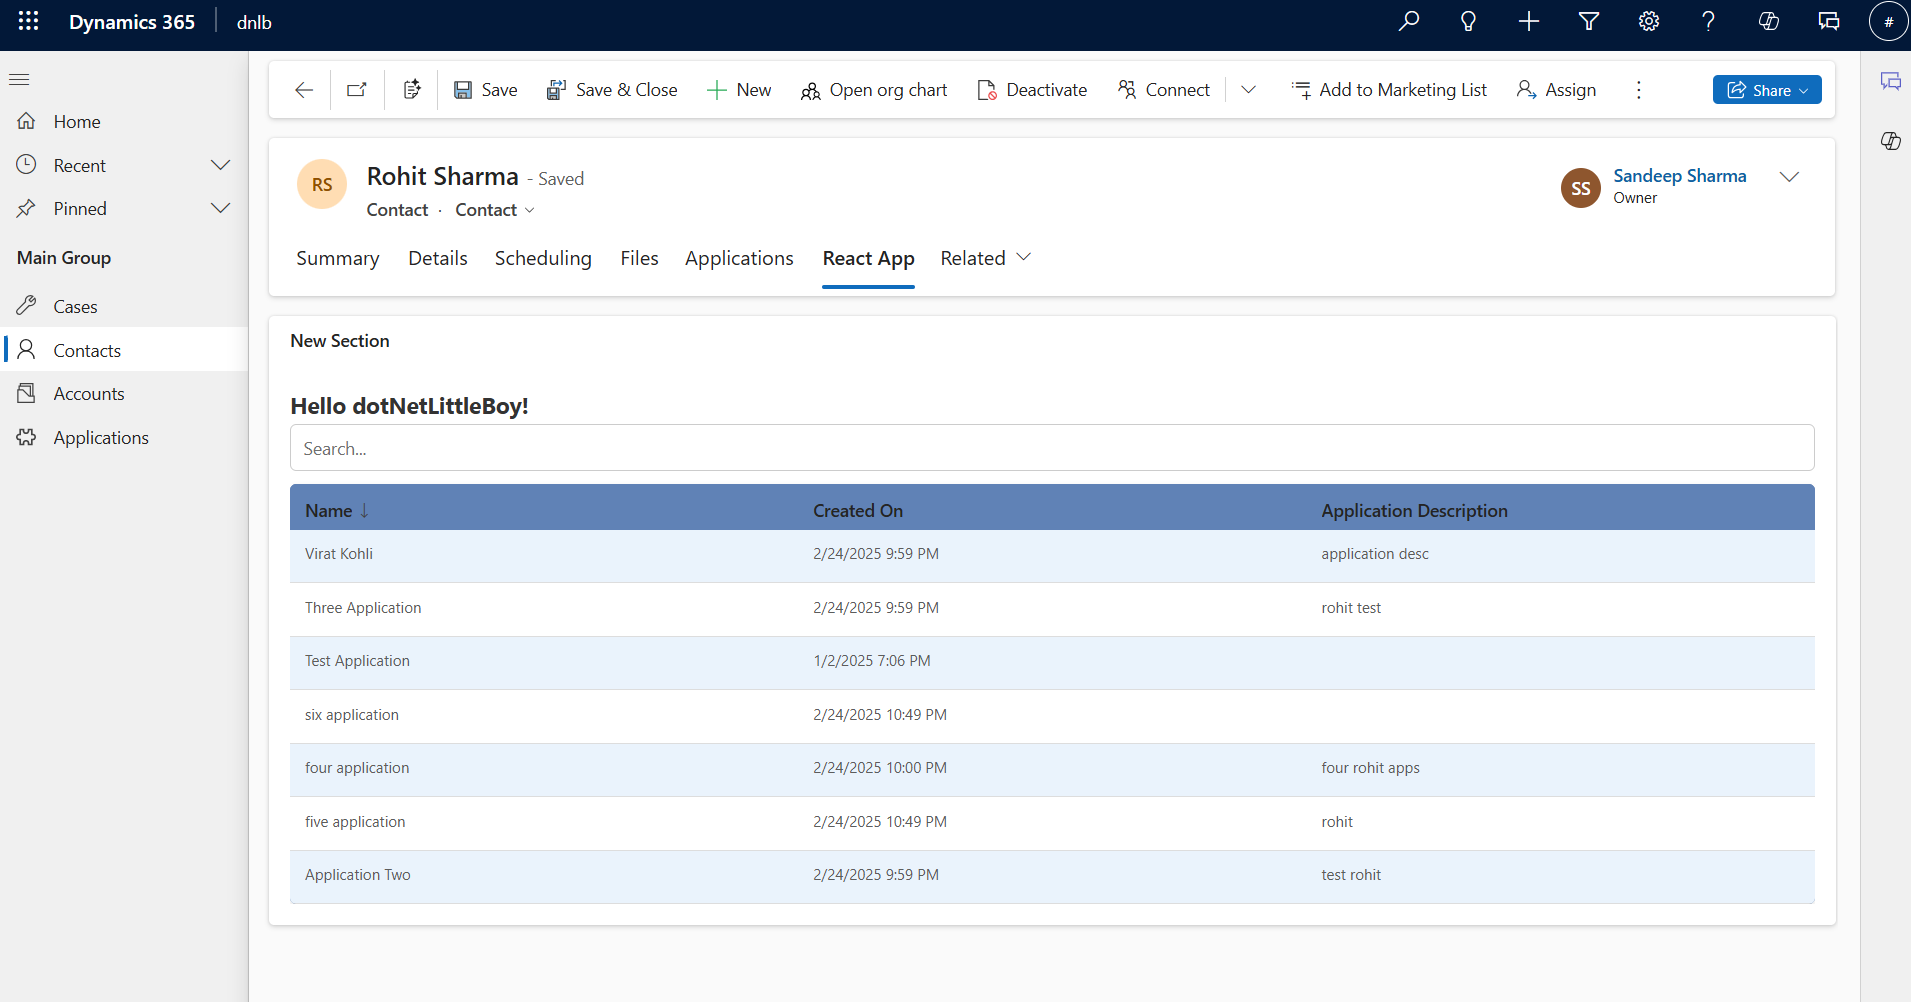 Dynamics 365 dnlb #
Save Save & Close New Open org chart Deactivate Connect Add to Marketing List Assign Share
Home
Recent
Pinned
Main Group
Cases
Contacts
Accounts
Applications
RS Rohit Sharma - Saved
Contact · Contact
SS Sandeep Sharma
Owner
Summary Details Scheduling Files Applications React App Related
New Section
Hello dotNetLittleBoy!
Search...
Name ↓ Created On Application Description
Virat Kohli 2/24/2025 9:59 PM application desc
Three Application 2/24/2025 9:59 PM rohit test
Test Application 1/2/2025 7:06 PM
six application 2/24/2025 10:49 PM
four application 2/24/2025 10:00 PM four rohit apps
five application 2/24/2025 10:49 PM rohit
Application Two 2/24/2025 9:59 PM test rohit